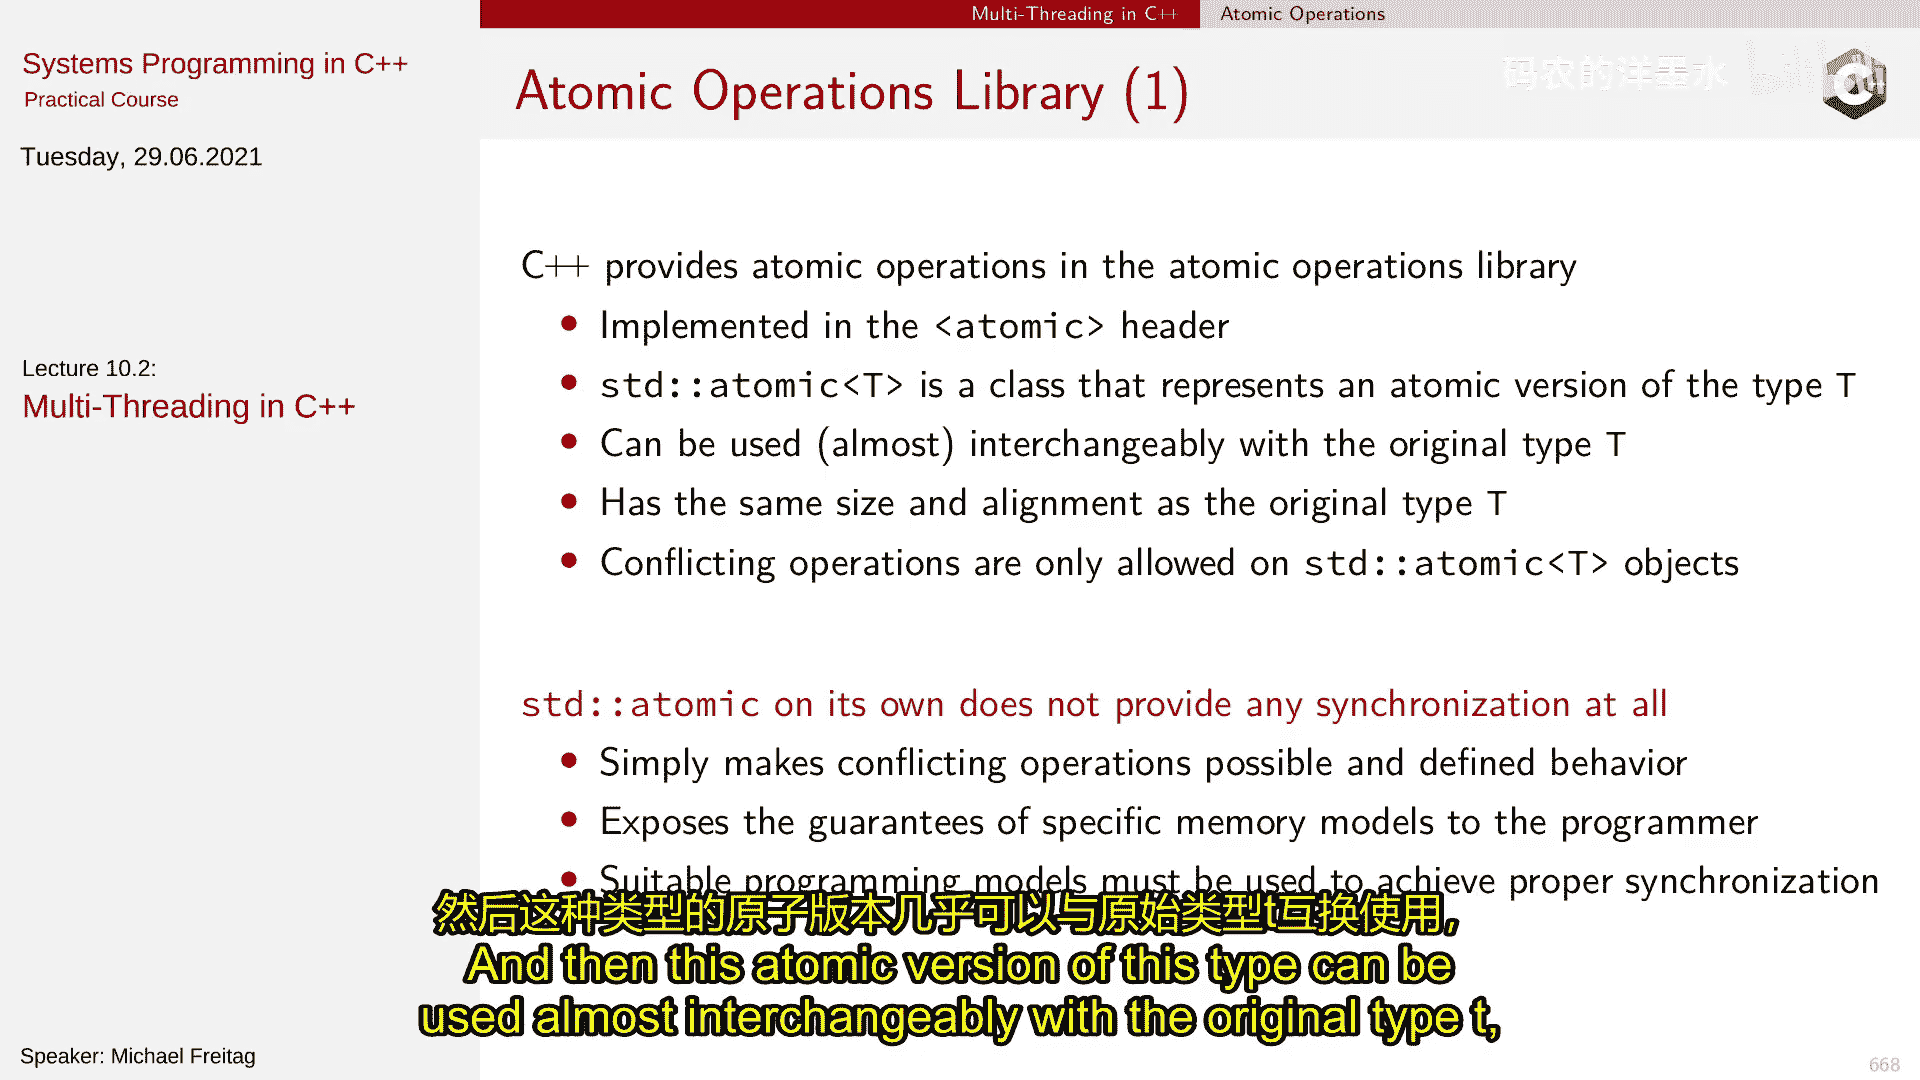 Multi-Threading in C++
Atomic Operations
Systems Programming in C++
Practical Course
Tuesday, 29.06.2021
Lecture 10.2:
Multi-Threading in C++
Speaker: Michael Freitag
Atomic Operations Library (1)
码农的洋墨水
C++ provides atomic operations in the atomic operations library
• Implemented in the <atomic> header
• std::atomic<T> is a class that represents an atomic version of the type T
• Can be used (almost) interchangeably with the original type T
• Has the same size and alignment as the original type T
• Conflicting operations are only allowed on std::atomic<T> objects
std::atomic on its own does not provide any synchronization at all
• Simply makes conflicting operations possible and defined behavior
• Exposes the guarantees of specific memory models to the programmer
• Suitable programming models must be used to achieve proper synchronization
然后这种类型的原子版本几乎可以与原始类型t互换使用,
And then this atomic version of this type can be
used almost interchangeably with the original type t,
668